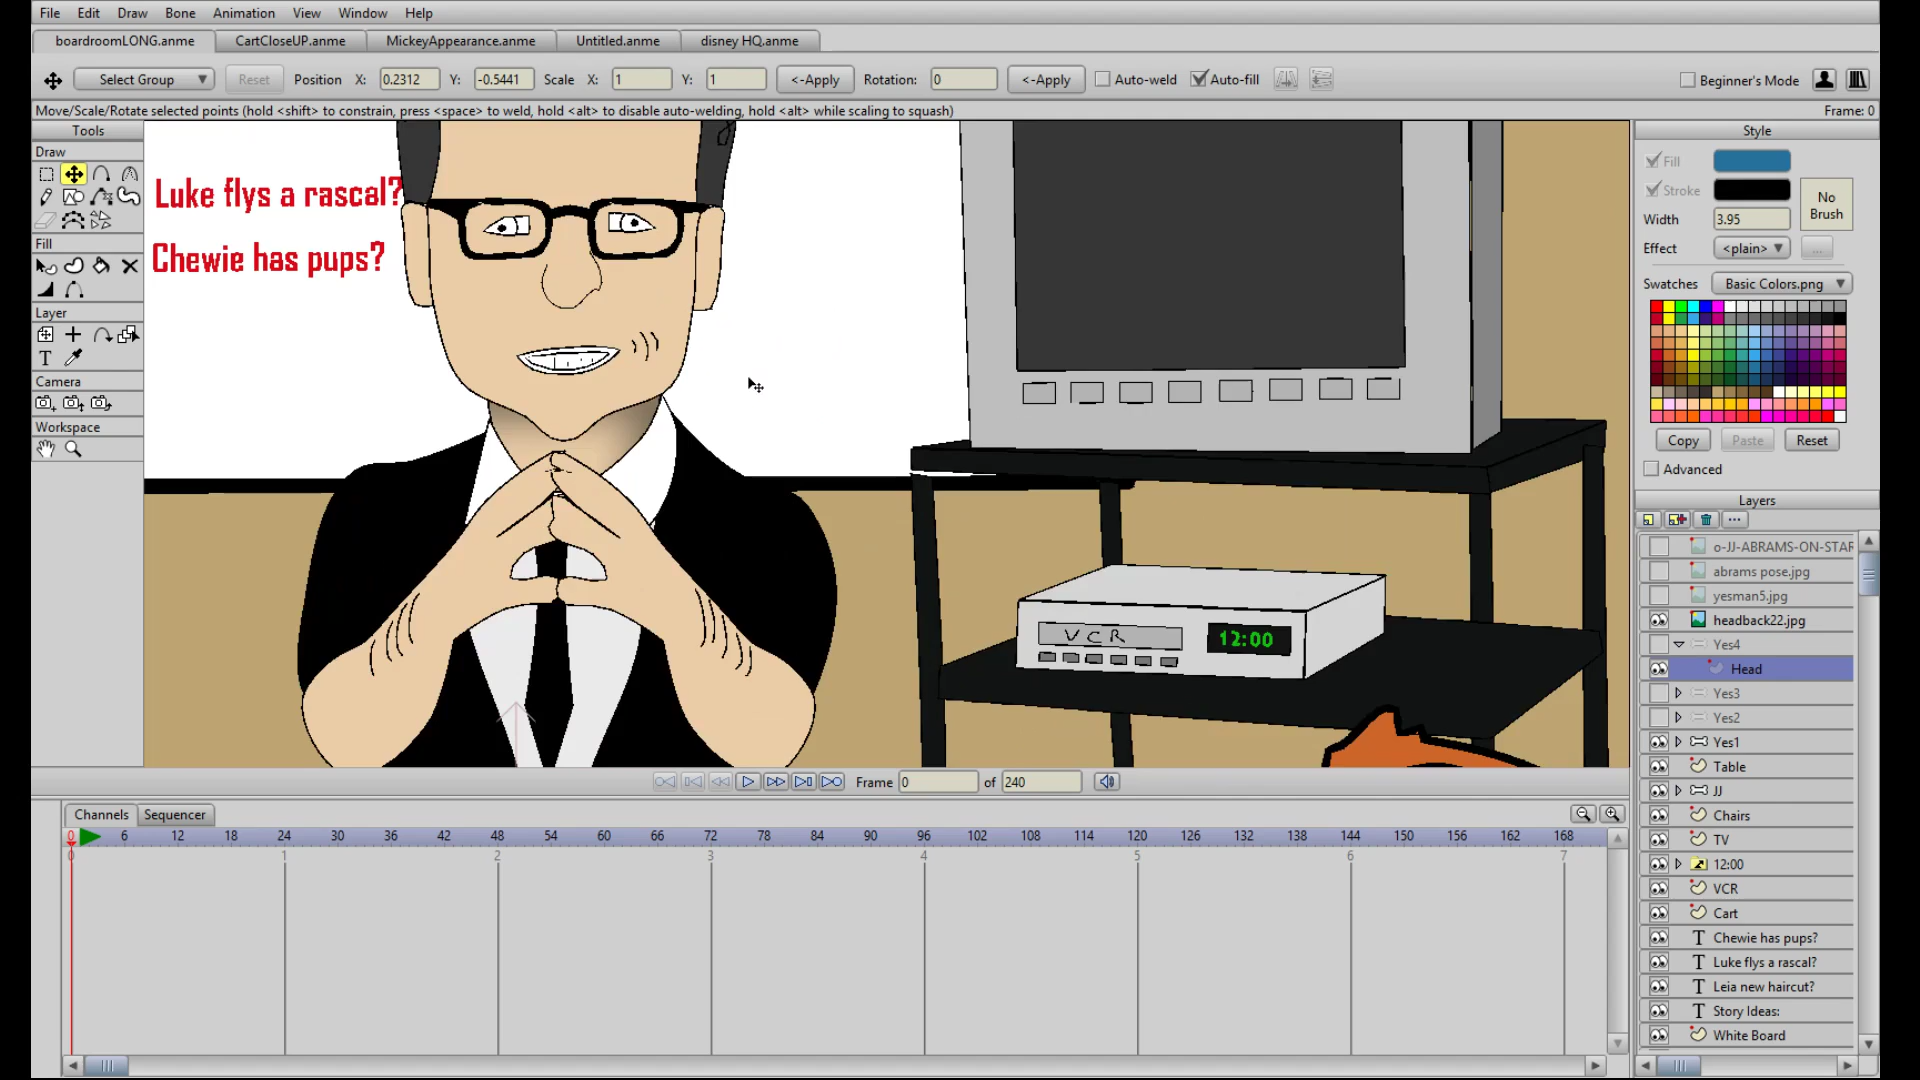 File Edit Draw Bone Animation View Window Help
boardroomLONG.anme CartCloseUP.anme MickeyAppearance.anme Untitled.anme disney HQ.anme
Select Group Reset Position X: 0.2312 Y: -0.5441 Scale X: 1 Y: 1 <-Apply Rotation: 0 <-Apply Auto-weld Auto-fill Beginner's Mode
Move/Scale/Rotate selected points (hold <shift> to constrain, press <space> to weld, hold <alt> to disable auto-welding, hold <alt> while scaling to squash) Frame: 0
Tools
Draw
Fill
Layer
T
Camera
Workspace
Luke flys a rascal?
Chewie has pups?
VCR 12:00
Style
Fill
Stroke
No Brush
Width 3.95
Effect <plain> ...
Swatches Basic Colors.png
Copy Paste Reset
Advanced
Layers
o-JJ-ABRAMS-ON-STAR
abrams pose.jpg
yesman5.jpg
headback22.jpg
Yes4
Head
Yes3
Yes2
Yes1
Table
JJ
Chairs
TV
12:00
VCR
Cart
T Chewie has pups?
T Luke flys a rascal?
T Leia new haircut?
T Story Ideas:
White Board
Frame 0 of 240
Channels Sequencer
0 6 12 18 24 30 36 42 48 54 60 66 72 78 84 90 96 102 108 114 120 126 132 138 144 150 156 162 168
0 1 2 3 4 5 6 7